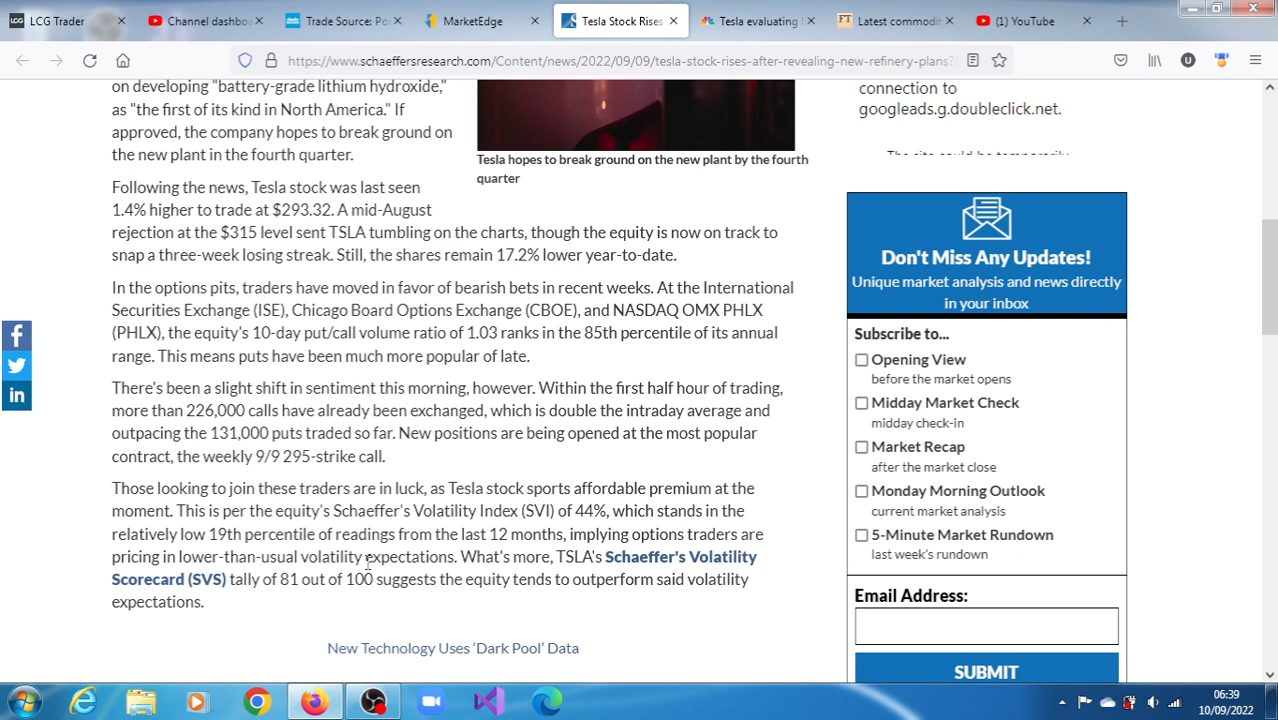 LCG Trader
Channel dashboa
Trade Source: Po
MarketEdge
Tesla Stock Rises
Tesla evaluating
Latest commodit
(1) YouTube
https://www.schaeffersresearch.com/Content/news/2022/09/09/tesla-stock-rises-after-revealing-new-refinery-plans?
on developing "battery-grade lithium hydroxide,"
as "the first of its kind in North America." If
approved, the company hopes to break ground on
the new plant in the fourth quarter.
Tesla hopes to break ground on the new plant by the fourth
quarter
Following the news, Tesla stock was last seen
1.4% higher to trade at $293.32. A mid-August
rejection at the $315 level sent TSLA tumbling on the charts, though the equity is now on track to
snap a three-week losing streak. Still, the shares remain 17.2% lower year-to-date.
In the options pits, traders have moved in favor of bearish bets in recent weeks. At the International
Securities Exchange (ISE), Chicago Board Options Exchange (CBOE), and NASDAQ OMX PHLX
(PHLX), the equity's 10-day put/call volume ratio of 1.03 ranks in the 85th percentile of its annual
range. This means puts have been much more popular of late.
There's been a slight shift in sentiment this morning, however. Within the first half hour of trading,
more than 226,000 calls have already been exchanged, which is double the intraday average and
outpacing the 131,000 puts traded so far. New positions are being opened at the most popular
contract, the weekly 9/9 295-strike call.
Those looking to join these traders are in luck, as Tesla stock sports affordable premium at the
moment. This is per the equity's Schaeffer's Volatility Index (SVI) of 44%, which stands in the
relatively low 19th percentile of readings from the last 12 months, implying options traders are
pricing in lower-than-usual volatility expectations. What's more, TSLA's Schaeffer's Volatility
Scorecard (SVS) tally of 81 out of 100 suggests the equity tends to outperform said volatility
expectations.
New Technology Uses ‘Dark Pool’ Data
connection to
googleads.g.doubleclick.net.
The site could be temporarily
Don't Miss Any Updates!
Unique market analysis and news directly
in your inbox
Subscribe to...
Opening View
before the market opens
Midday Market Check
midday check-in
Market Recap
after the market close
Monday Morning Outlook
current market analysis
5-Minute Market Rundown
last week's rundown
Email Address:
SUBMIT
06:39
10/09/2022